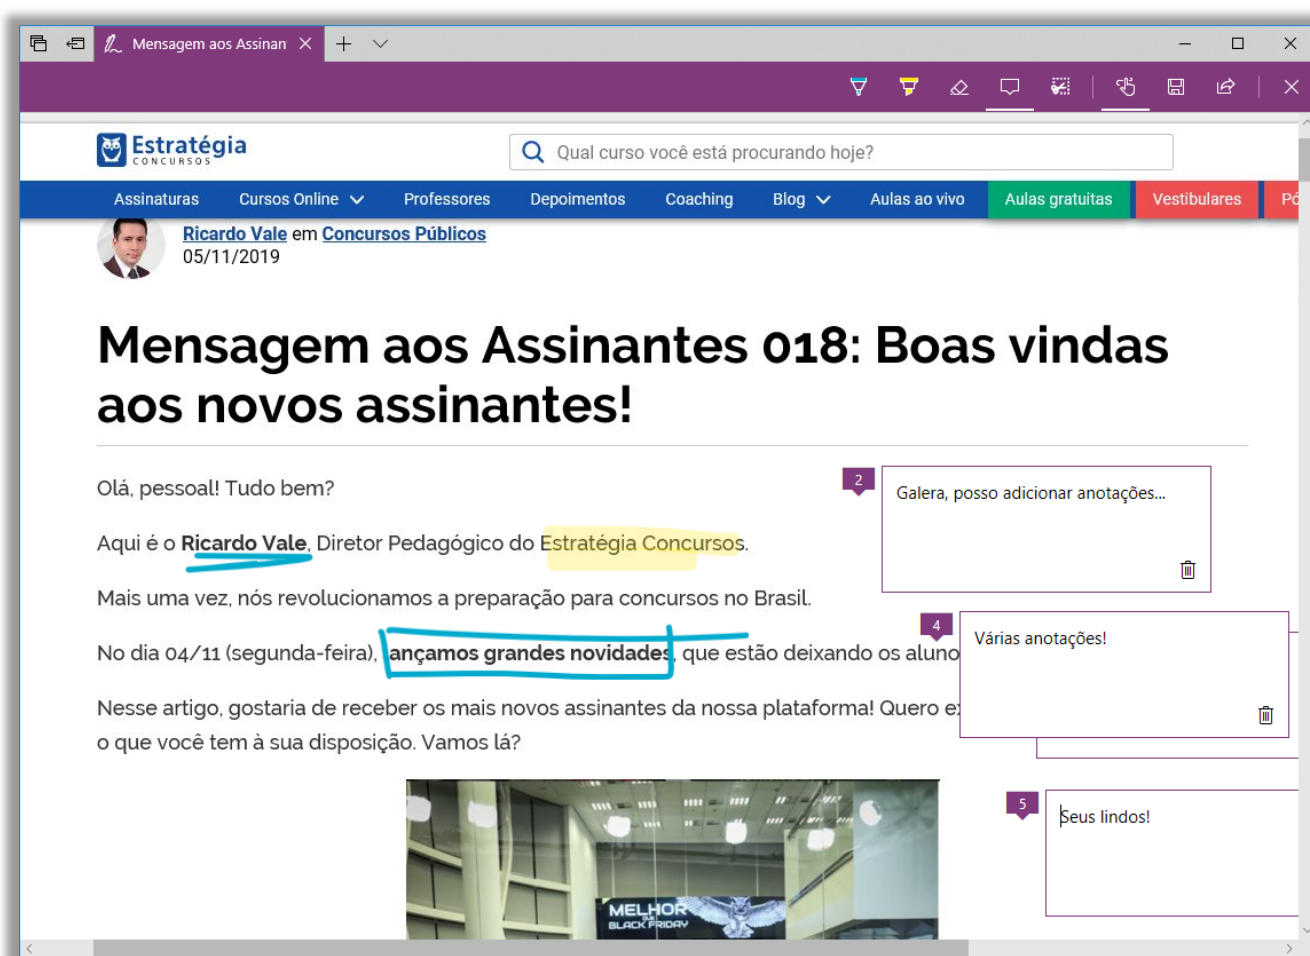 Mensagem aos Assinan
Estratégia
CONCURSOS
Qual curso você está procurando hoje?
Assinaturas Cursos Online Professores Depoimentos Coaching Blog Aulas ao vivo Aulas gratuitas Vestibulares Pó
Ricardo Vale em Concursos Públicos
05/11/2019
Mensagem aos Assinantes 018: Boas vindas
aos novos assinantes!
Olá, pessoal! Tudo bem?
2
Galera, posso adicionar anotações...
Aqui é o Ricardo Vale, Diretor Pedagógico do Estratégia Concursos.
Mais uma vez, nós revolucionamos a preparação para concursos no Brasil.
4
Várias anotações!
No dia 04/11 (segunda-feira), lançamos grandes novidades, que estão deixando os aluno
Nesse artigo, gostaria de receber os mais novos assinantes da nossa plataforma! Quero ex
o que você tem à sua disposição. Vamos lá?
5
Seus lindos!
MELHOR
QUE
BLACK FRIDAY